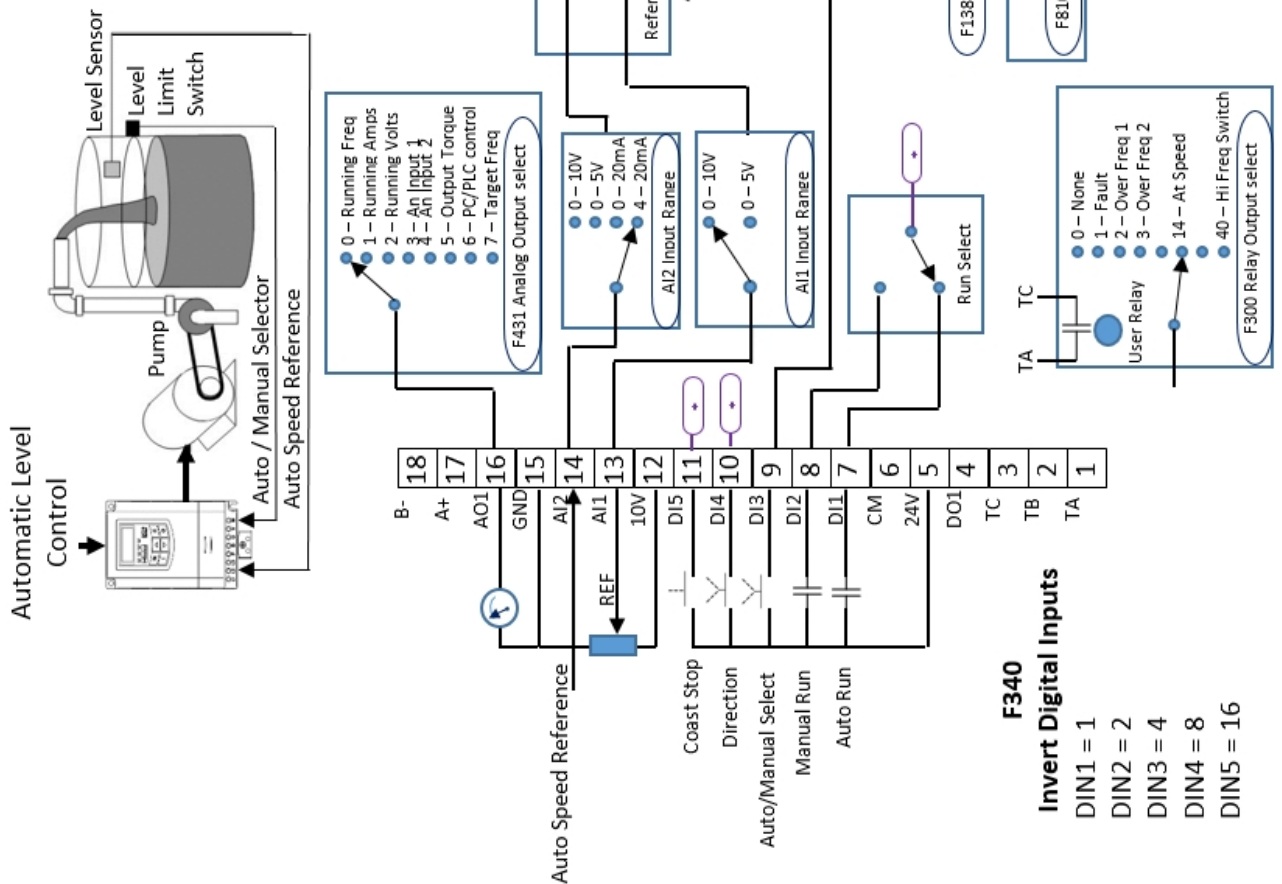 Automatic Level
Control
Level Sensor
Level
Limit
Switch
Pump
Auto / Manual Selector
Auto Speed Reference
0 – Running Freq
1 – Running Amps
2 – Running Volts
3 – An Input 1
4 – An Input 2
5 – Output Torque
6 – PC/PLC control
7 – Target Freq
F431 Analog Output select
0 – 10V
0 – 5V
0 – 20mA
4 – 20mA
AI2 Input Range
0 – 10V
0 – 5V
AI1 Input Range
Run Select
TA
TC
User Relay
0 – None
1 – Fault
2 – Over Freq 1
3 – Over Freq 2
14 – At Speed
40 – Hi Freq Switch
F300 Relay Output select
F138
18
17
16
15
14
13
12
11
10
9
8
7
6
5
4
3
2
1
B-
A+
AO1
GND
AI2
AI1
10V
DI5
DI4
DI3
DI2
DI1
CM
24V
DO1
TC
TB
TA
REF
Auto Speed Reference
Coast Stop
Direction
Auto/Manual Select
Manual Run
Auto Run
F340
Invert Digital Inputs
DIN1 = 1
DIN2 = 2
DIN3 = 4
DIN4 = 8
DIN5 = 16